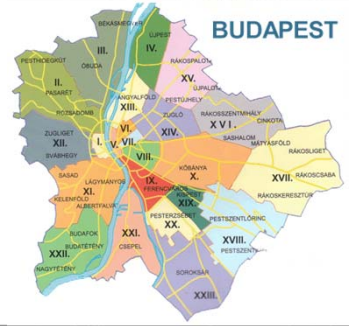 BUDAPEST
BÉKÁSMEGYER
III.
ÚJPEST
IV.
PESTHIDEGKÚT
ÓBUDA
RÁKOSPALOTA
II.
XV.
PASARÉT
ÚJPALOTA
ANGYALFÖLD
PESTÚJHELY
ROZSADOMB
XIII.
ZUGLÓ
RÁKOSSZENTMIHÁLY
XVI.
CINKOTA
ZUGLIGET
VI.
XIV.
SASHALOM
XII.
I.
V.
VII.
MÁTYÁSFÖLD
SVÁBHEGY
VIII.
RÁKOSLIGET
SASAD
LÁGYMÁNYOS
IX.
KŐBÁNYA
X.
XVII.
RÁKOSCSABA
XI.
FERENCVÁROS
KELENFÖLD
KISPEST
RÁKOSKERESZTÚR
ALBERTFALVA
XIX.
PESTERZSÉBET
PESTSZENTLŐRINC
XX.
BUDAFOK
XXI.
XVIII.
BUDATÉTÉNY
CSEPEL
XXII.
NAGYTÉTÉNY
SOROKSÁR
XXIII.